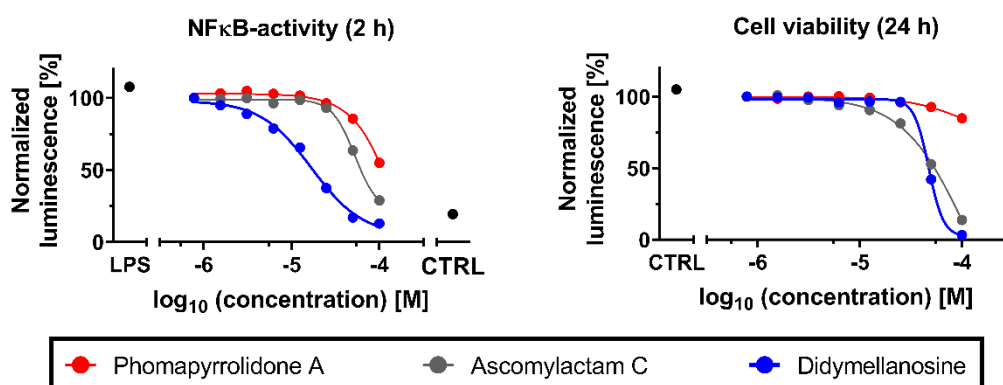 NFκB-activity (2 h)
Normalized
luminescence [%]
100
50
0
LPS
-6
-5
-4
CTRL
log10 (concentration) [M]
Cell viability (24 h)
Normalized
luminescence [%]
100
50
0
CTRL
-6
-5
-4
log10 (concentration) [M]
Phomapyrrolidone A
Ascomylactam C
Didymellanosine